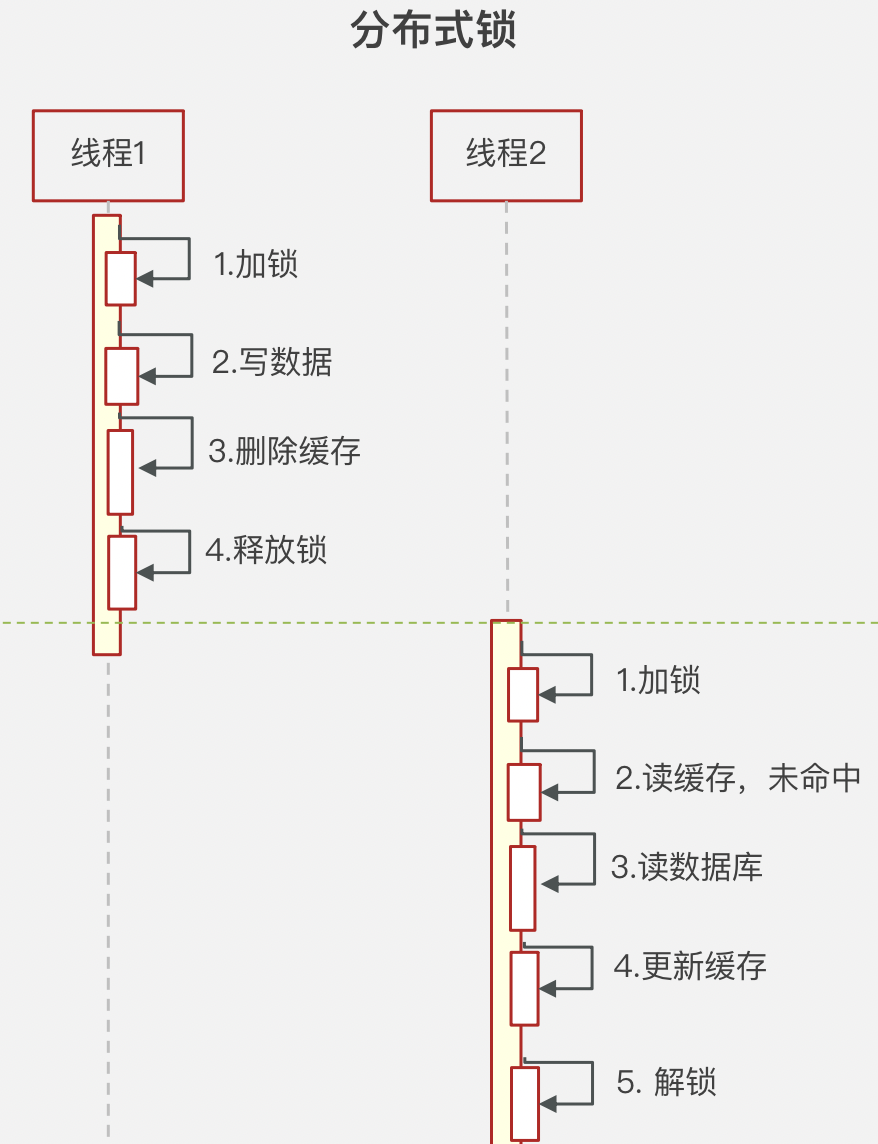 分布式锁
线程1
线程2
1.加锁
2.写数据
3.删除缓存
4.释放锁
1.加锁
2.读缓存，未命中
3.读数据库
4.更新缓存
5. 解锁